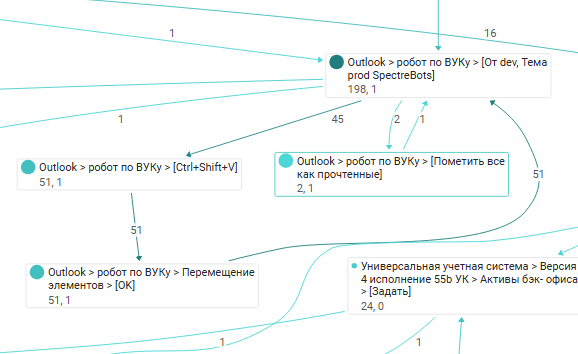 1
16
Outlook > робот по ВУКу > [От dev, Тема
prod SpectreBots]
198, 1
1
45
2
1
Outlook > робот по ВУКу > [Ctrl+Shift+V]
51, 1
Outlook > робот по ВУКу > [Пометить все
как прочтенные]
2, 1
51
51
Outlook > робот по ВУКу > Перемещение
элементов > [OK]
51, 1
Универсальная учетная система > Версия
4 исполнение 55b УК > Активы бэк- офиса
> [Задать]
24, 0
1
1